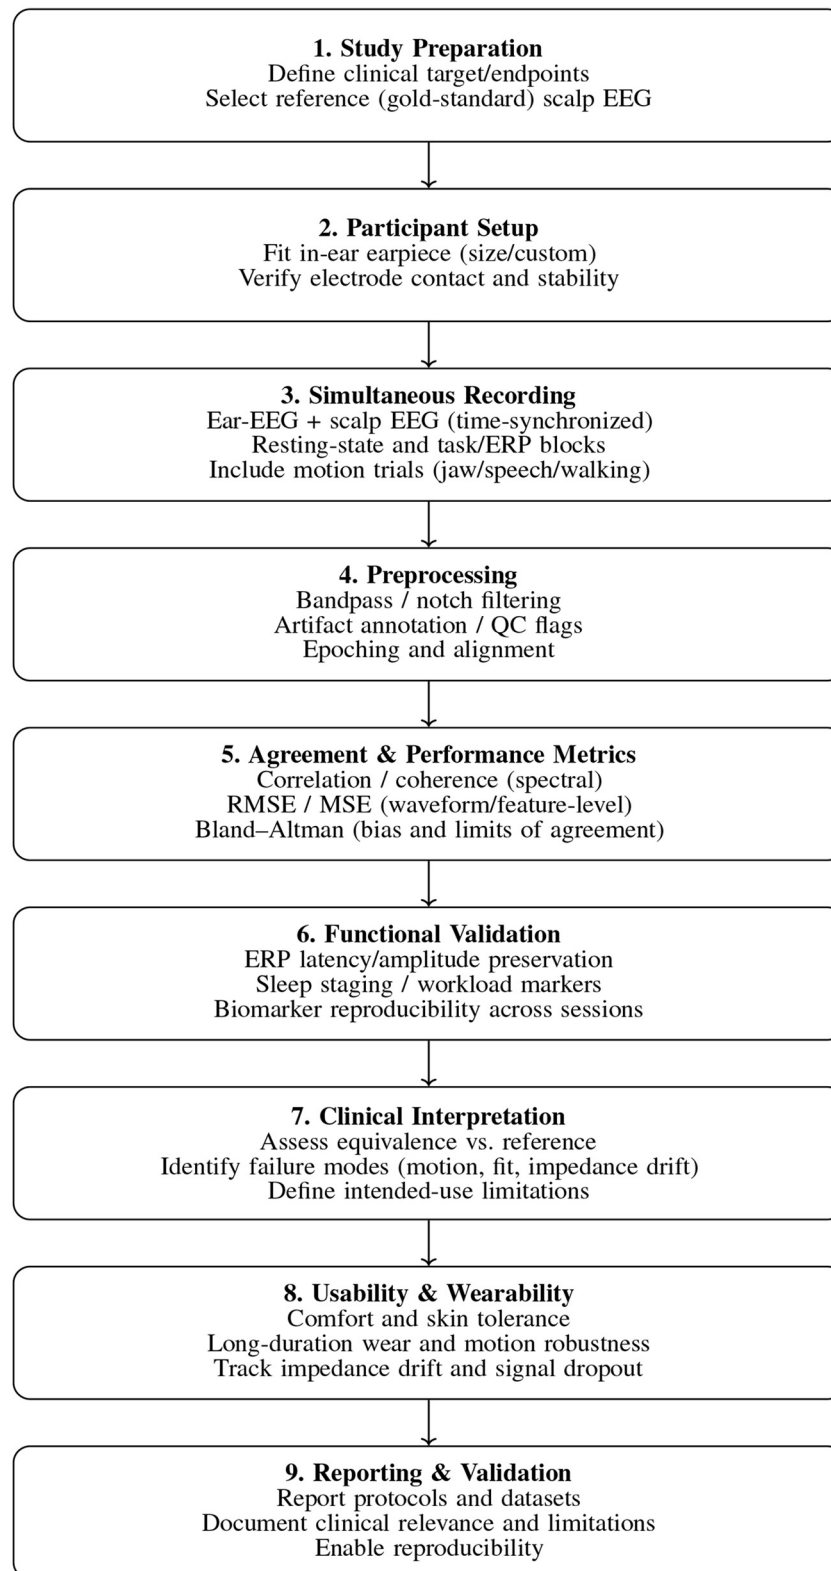 1. Study Preparation
Define clinical target/endpoints
Select reference (gold-standard) scalp EEG
2. Participant Setup
Fit in-ear earpiece (size/custom)
Verify electrode contact and stability
3. Simultaneous Recording
Ear-EEG + scalp EEG (time-synchronized)
Resting-state and task/ERP blocks
Include motion trials (jaw/speech/walking)
4. Preprocessing
Bandpass / notch filtering
Artifact annotation / QC flags
Epoching and alignment
5. Agreement & Performance Metrics
Correlation / coherence (spectral)
RMSE / MSE (waveform/feature-level)
Bland–Altman (bias and limits of agreement)
6. Functional Validation
ERP latency/amplitude preservation
Sleep staging / workload markers
Biomarker reproducibility across sessions
7. Clinical Interpretation
Assess equivalence vs. reference
Identify failure modes (motion, fit, impedance drift)
Define intended-use limitations
8. Usability & Wearability
Comfort and skin tolerance
Long-duration wear and motion robustness
Track impedance drift and signal dropout
9. Reporting & Validation
Report protocols and datasets
Document clinical relevance and limitations
Enable reproducibility